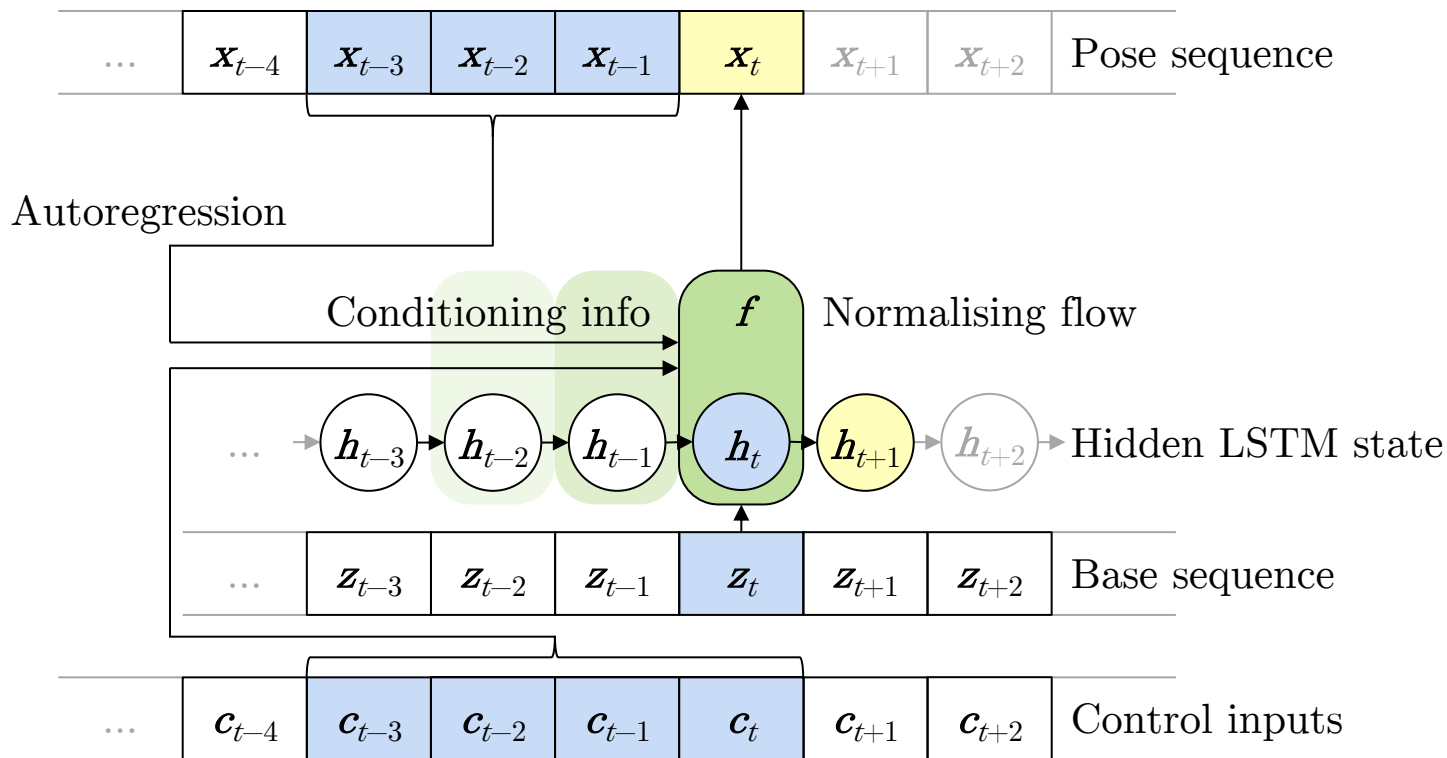 ... x_{t−4} x_{t−3} x_{t−2} x_{t−1} x_t x_{t+1} x_{t+2} Pose sequence
Autoregression
Conditioning info f Normalising flow
... h_{t−3} h_{t−2} h_{t−1} h_t h_{t+1} h_{t+2} Hidden LSTM state
... z_{t−3} z_{t−2} z_{t−1} z_t z_{t+1} z_{t+2} Base sequence
... c_{t−4} c_{t−3} c_{t−2} c_{t−1} c_t c_{t+1} c_{t+2} Control inputs